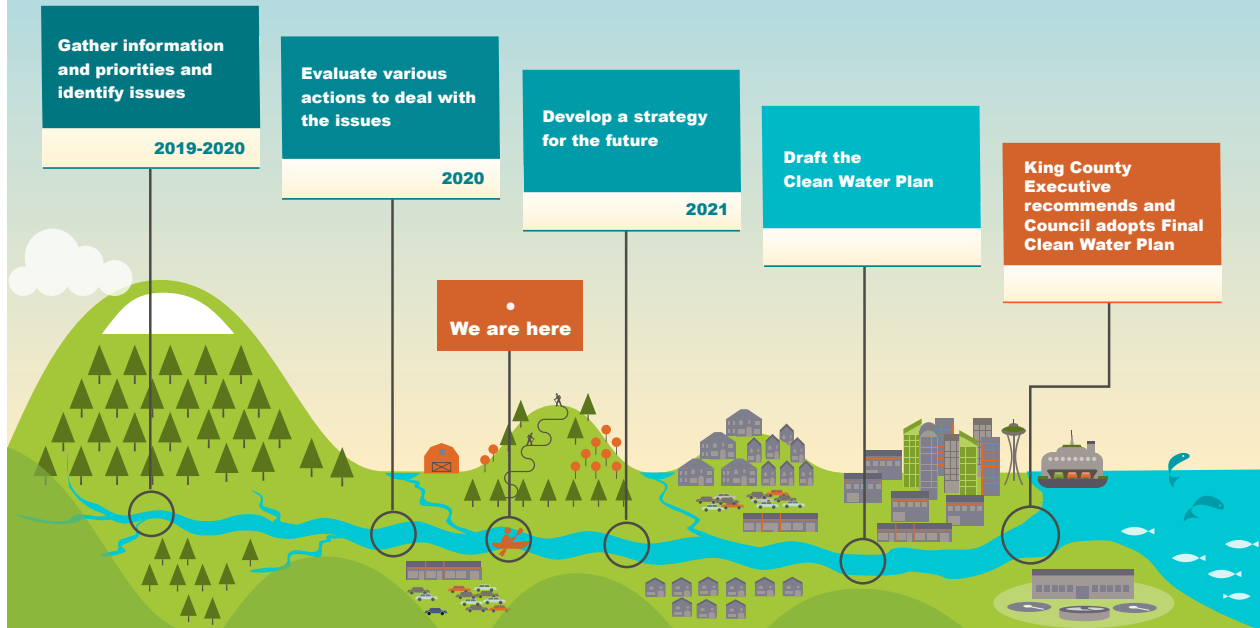 Gather information
and priorities and
identify issues
2019-2020
Evaluate various
actions to deal with
the issues
2020
Develop a strategy
for the future
2021
Draft the
Clean Water Plan
King County
Executive
recommends and
Council adopts Final
Clean Water Plan
We are here